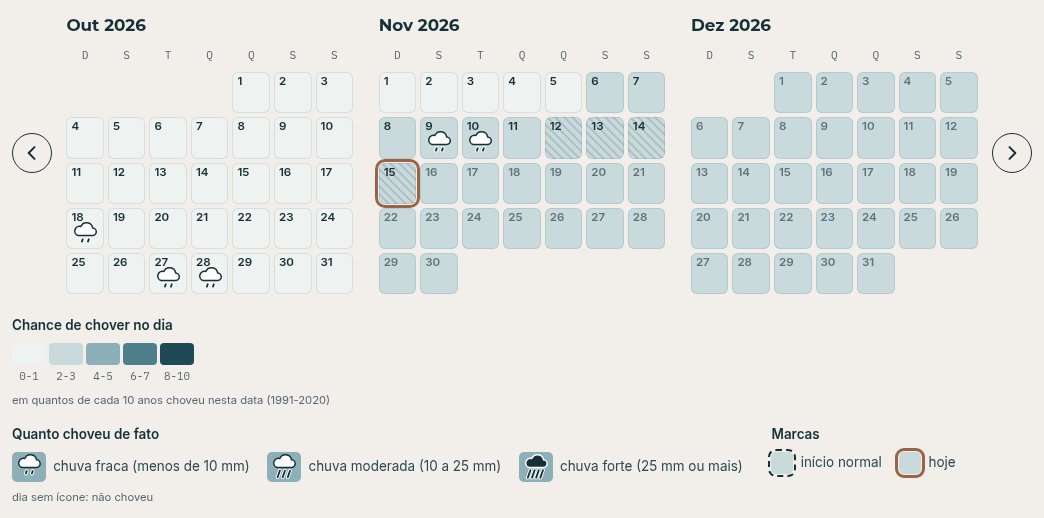 Out 2026 Nov 2026 Dez 2026
D S T Q Q S S D S T Q Q S S D S T Q Q S S
1 2 3 1 2 3 4 5 6 7 1 2 3 4 5
4 5 6 7 8 9 10 8 9 10 11 12 13 14 6 7 8 9 10 11 12
11 12 13 14 15 16 17 15 16 17 18 19 20 21 13 14 15 16 17 18 19
18 19 20 21 22 23 24 22 23 24 25 26 27 28 20 21 22 23 24 25 26
25 26 27 28 29 30 31 29 30 27 28 29 30 31
Chance de chover no dia
0-1 2-3 4-5 6-7 8-10
em quantos de cada 10 anos choveu nesta data (1991-2020)
Quanto choveu de fato Marcas
chuva fraca (menos de 10 mm) chuva moderada (10 a 25 mm) chuva forte (25 mm ou mais) início normal hoje
dia sem ícone: não choveu